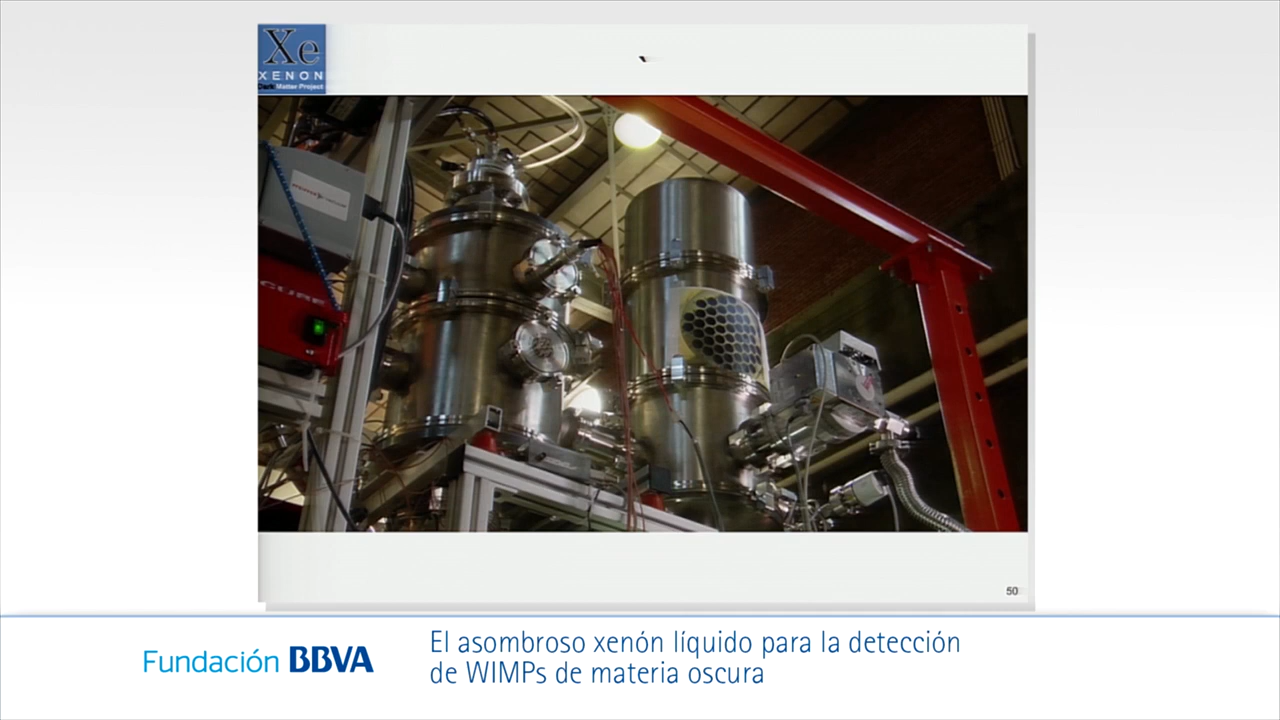 Xe
XENON
Dark Matter Project
CUBE
50
Fundación BBVA
El asombroso xenón líquido para la detección
de WIMPs de materia oscura